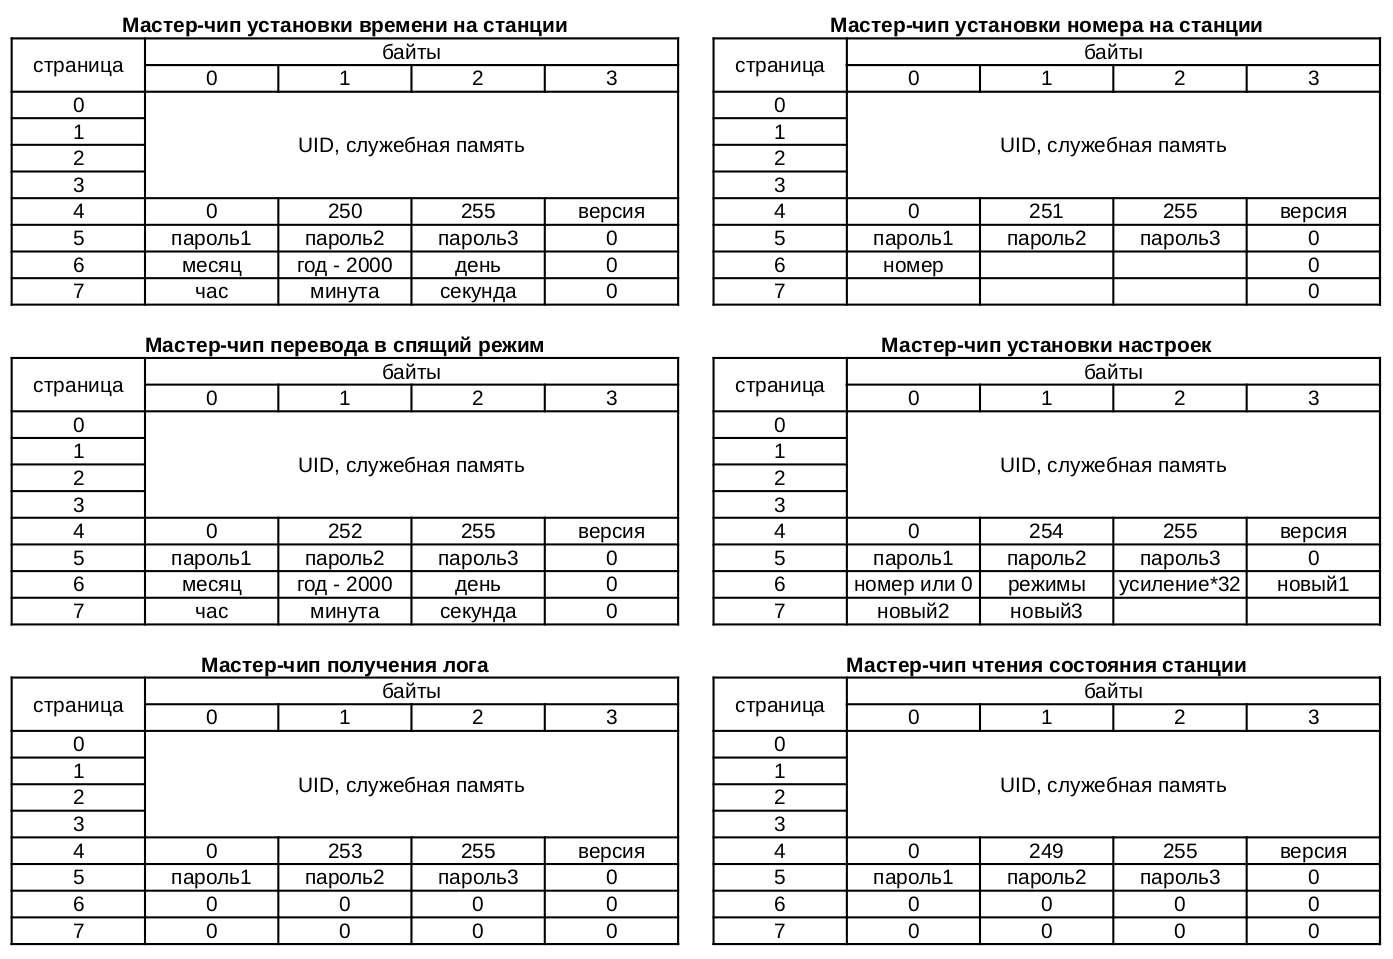 Мастер-чип установки времени на станции
страница байты
0 1 2 3
0
1
UID, служебная память
2
3
4 0 250 255 версия
5 пароль1 пароль2 пароль3 0
6 месяц год - 2000 день 0
7 час минута секунда 0
Мастер-чип установки номера на станции
страница байты
0 1 2 3
0
1
UID, служебная память
2
3
4 0 251 255 версия
5 пароль1 пароль2 пароль3 0
6 номер 0
7 0
Мастер-чип перевода в спящий режим
страница байты
0 1 2 3
0
1
UID, служебная память
2
3
4 0 252 255 версия
5 пароль1 пароль2 пароль3 0
6 месяц год - 2000 день 0
7 час минута секунда 0
Мастер-чип установки настроек
страница байты
0 1 2 3
0
1
UID, служебная память
2
3
4 0 254 255 версия
5 пароль1 пароль2 пароль3 0
6 номер или 0 режимы усиление*32 новый1
7 новый2 новый3
Мастер-чип получения лога
страница байты
0 1 2 3
0
1
UID, служебная память
2
3
4 0 253 255 версия
5 пароль1 пароль2 пароль3 0
6 0 0 0 0
7 0 0 0 0
Мастер-чип чтения состояния станции
страница байты
0 1 2 3
0
1
UID, служебная память
2
3
4 0 249 255 версия
5 пароль1 пароль2 пароль3 0
6 0 0 0 0
7 0 0 0 0